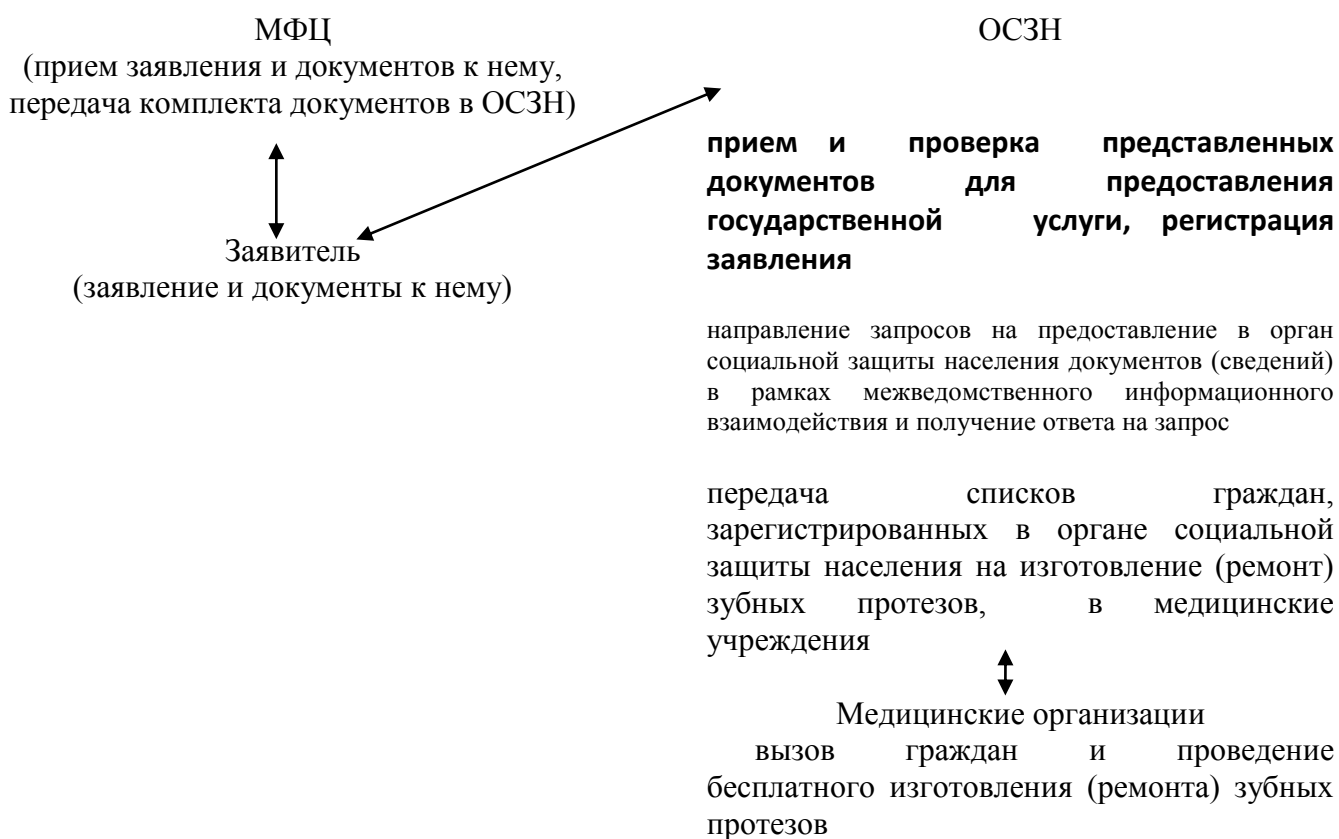 МФЦ
(прием заявления и документов к нему,
передача комплекта документов в ОСЗН)
Заявитель
(заявление и документы к нему)
ОСЗН
прием и проверка представленных
документов для предоставления
государственной услуги, регистрация
заявления
направление запросов на предоставление в орган
социальной защиты населения документов (сведений)
в рамках межведомственного информационного
взаимодействия и получение ответа на запрос
передача списков граждан,
зарегистрированных в органе социальной
защиты населения на изготовление (ремонт)
зубных протезов, в медицинские
учреждения
Медицинские организации
вызов граждан и проведение
бесплатного изготовления (ремонта) зубных
протезов